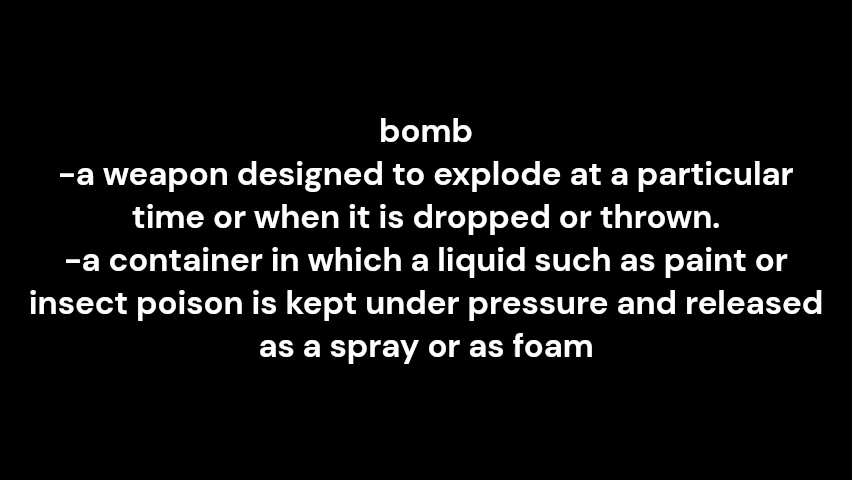 bomb
-a weapon designed to explode at a particular
time or when it is dropped or thrown.
-a container in which a liquid such as paint or
insect poison is kept under pressure and released
as a spray or as foam